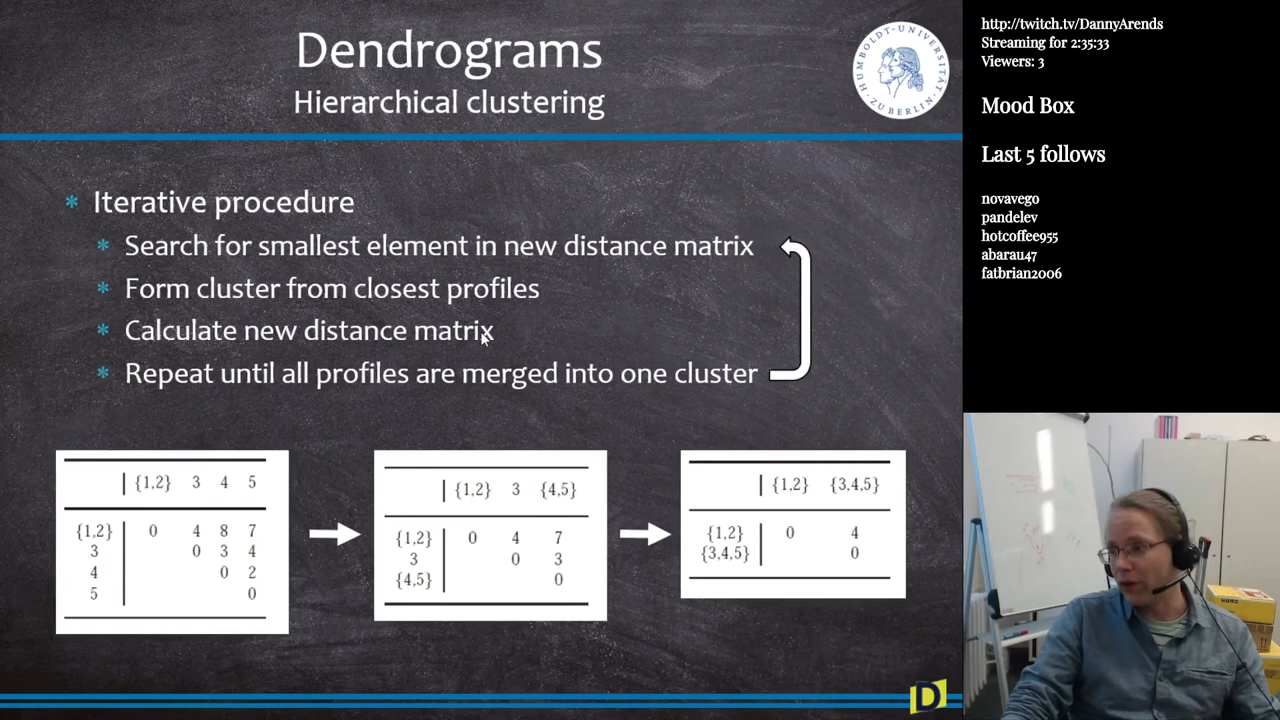 Dendrograms
Hierarchical clustering
HUMBOLDT-UNIVERSITÄT ZU BERLIN
Iterative procedure
Search for smallest element in new distance matrix
Form cluster from closest profiles
Calculate new distance matrix
Repeat until all profiles are merged into one cluster
{1,2} 3 4 5
{1,2} 0 4 8 7
3 0 3 4
4 0 2
5 0
{1,2} 3 {4,5}
{1,2} 0 4 7
3 0 3
{4,5} 0
{1,2} {3,4,5}
{1,2} 0 4
{3,4,5} 0
D
http://twitch.tv/DannyArends
Streaming for 2:35:33
Viewers: 3
Mood Box
Last 5 follows
novavego
pandelev
hotcoffee955
abarau47
fatbrian2006